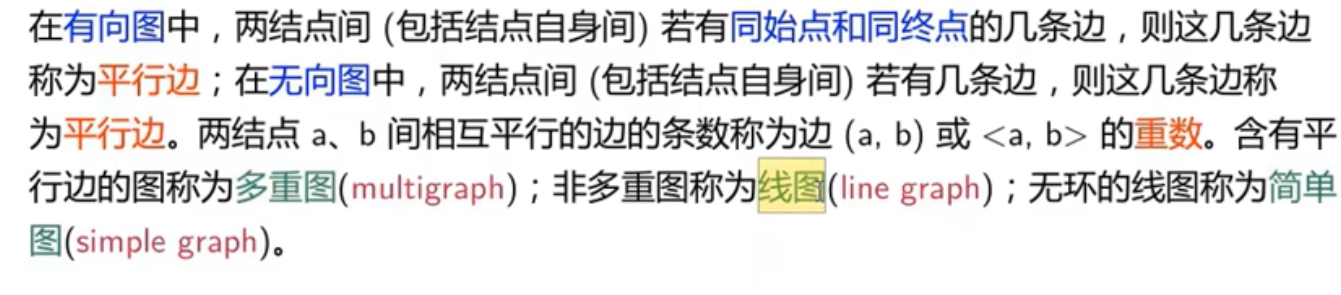 在有向图中，两结点间 (包括结点自身间) 若有同始点和同终点的几条边，则这几条边
称为平行边；在无向图中，两结点间 (包括结点自身间) 若有几条边，则这几条边称
为平行边。两结点 a、b 间相互平行的边的条数称为边 (a, b) 或 <a, b> 的重数。含有平
行边的图称为多重图(multigraph)；非多重图称为线图(line graph)；无环的线图称为简单
图(simple graph)。